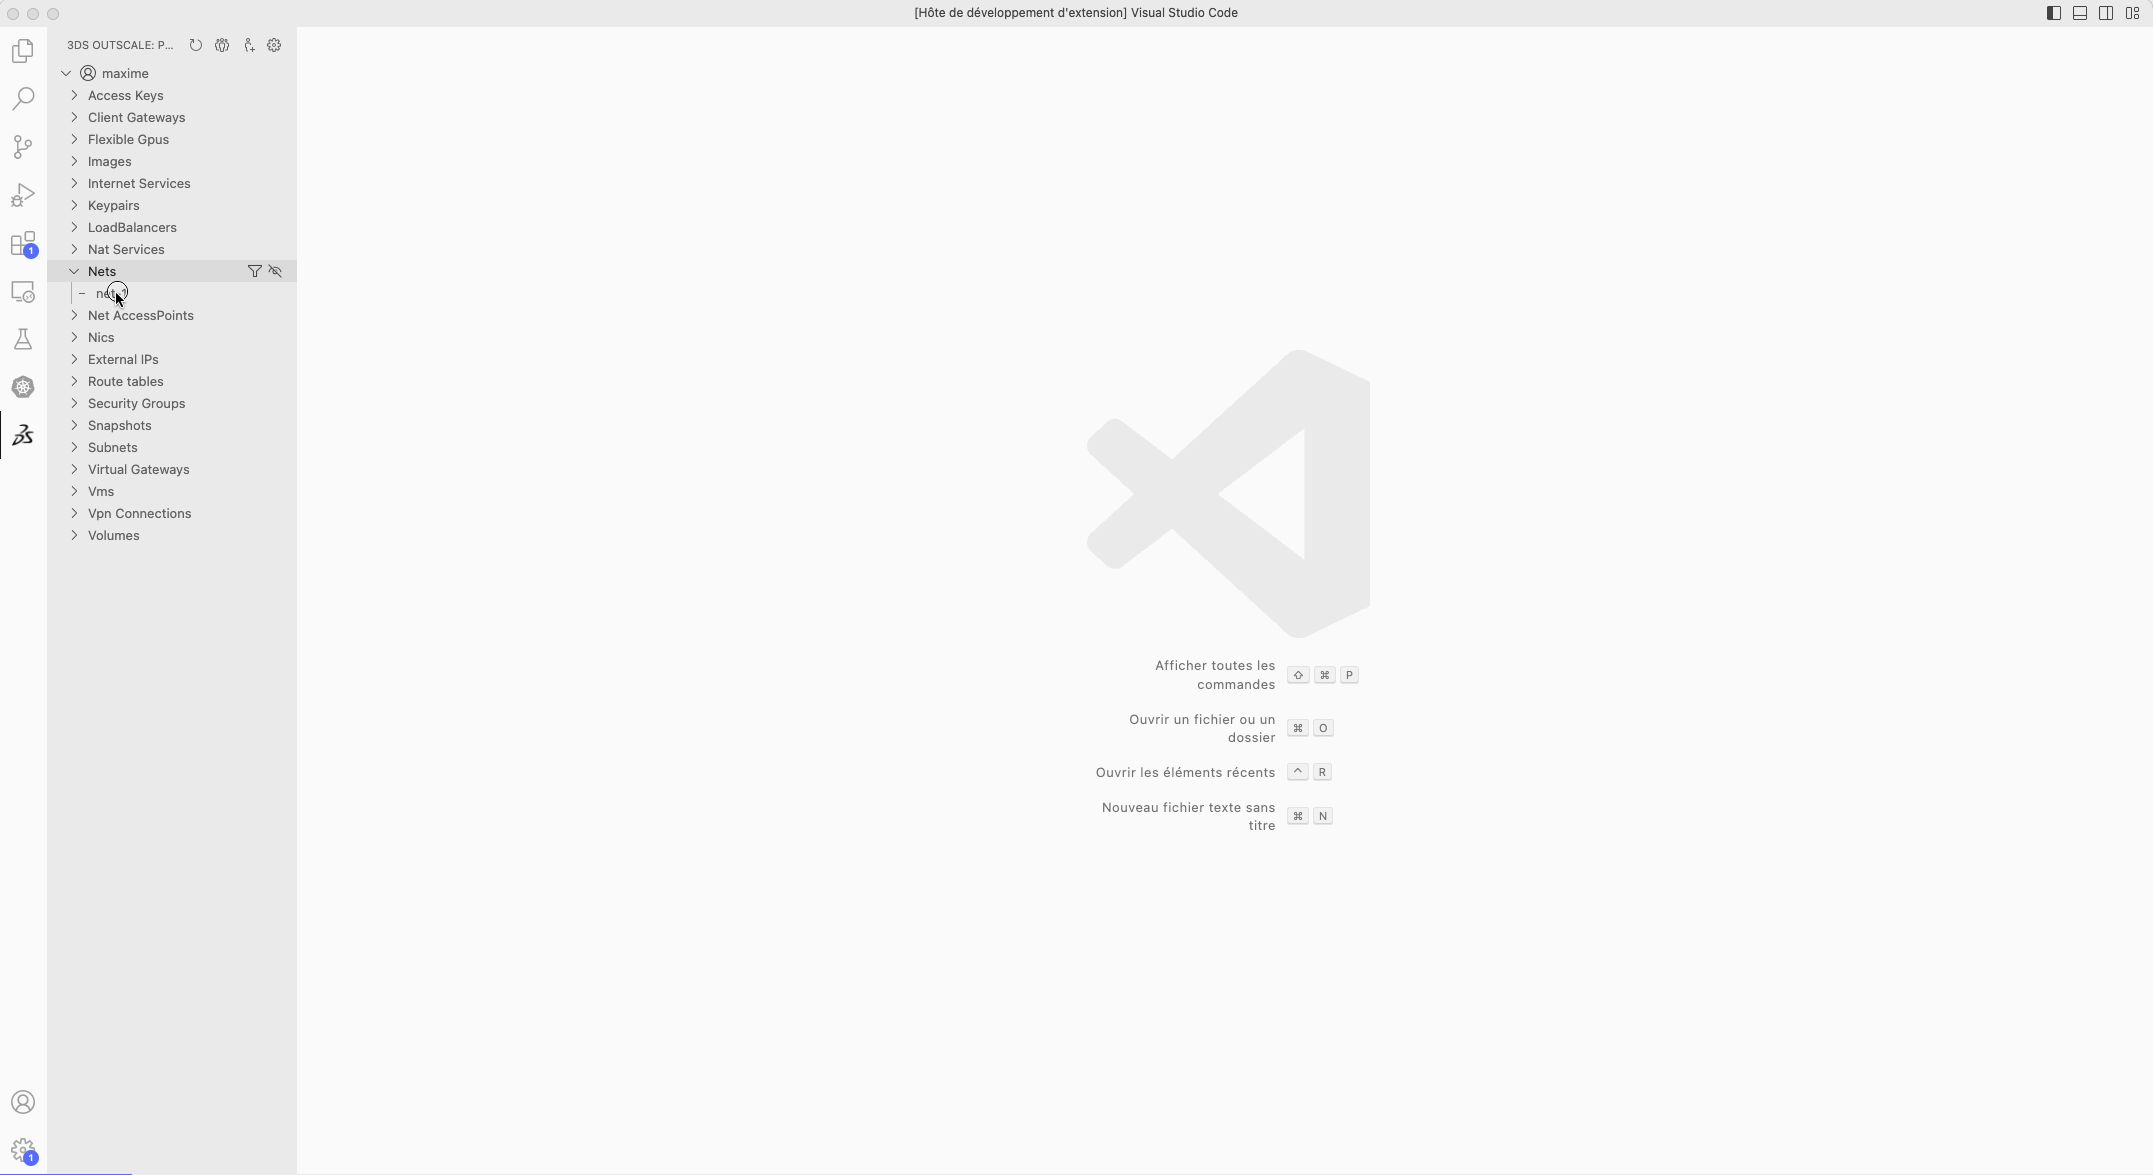 [Hôte de développement d'extension] Visual Studio Code
3DS OUTSCALE: P...
maxime
Access Keys
Client Gateways
Flexible Gpus
Images
Internet Services
Keypairs
LoadBalancers
Nat Services
Nets
Net AccessPoints
Nics
External IPs
Route tables
Security Groups
Snapshots
Subnets
Virtual Gateways
Vms
Vpn Connections
Volumes
1
Afficher toutes les
commandes ⇧ ⌘ P
Ouvrir un fichier ou un
dossier ⌘ O
Ouvrir les éléments récents ^ R
Nouveau fichier texte sans
titre ⌘ N
1